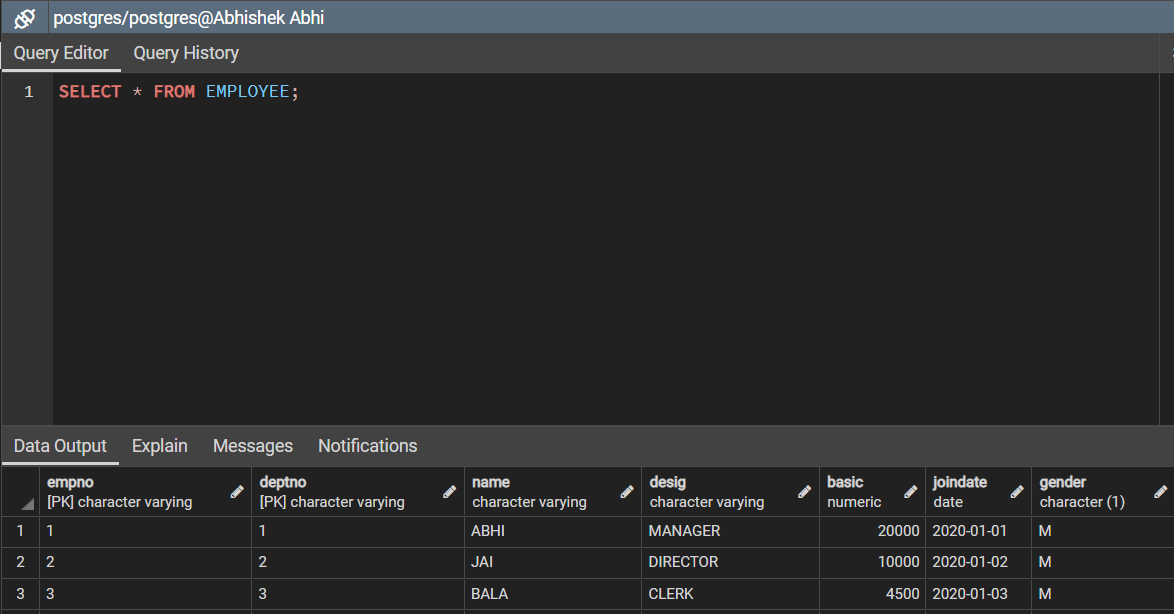 postgres/postgres@Abhishek Abhi
Query Editor Query History
1 SELECT * FROM EMPLOYEE;
Data Output Explain Messages Notifications
empno deptno name desig basic joindate gender
[PK] character varying [PK] character varying character varying character varying numeric date character (1)
1 1 1 ABHI MANAGER 20000 2020-01-01 M
2 2 2 JAI DIRECTOR 10000 2020-01-02 M
3 3 3 BALA CLERK 4500 2020-01-03 M